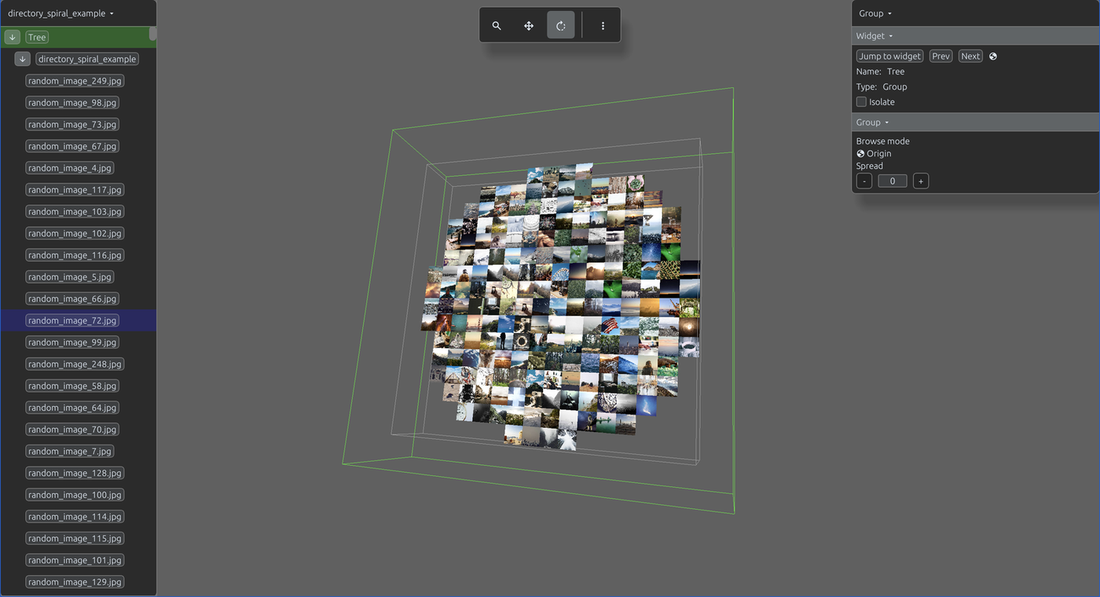 directory_spiral_example
Tree
directory_spiral_example
random_image_249.jpg
random_image_98.jpg
random_image_73.jpg
random_image_67.jpg
random_image_4.jpg
random_image_117.jpg
random_image_103.jpg
random_image_102.jpg
random_image_116.jpg
random_image_5.jpg
random_image_66.jpg
random_image_72.jpg
random_image_99.jpg
random_image_248.jpg
random_image_58.jpg
random_image_64.jpg
random_image_70.jpg
random_image_7.jpg
random_image_128.jpg
random_image_100.jpg
random_image_114.jpg
random_image_115.jpg
random_image_101.jpg
random_image_129.jpg
Group
Widget
Jump to widget Prev Next
Name: Tree
Type: Group
Isolate
Group
Browse mode
Origin
Spread
- 0 +